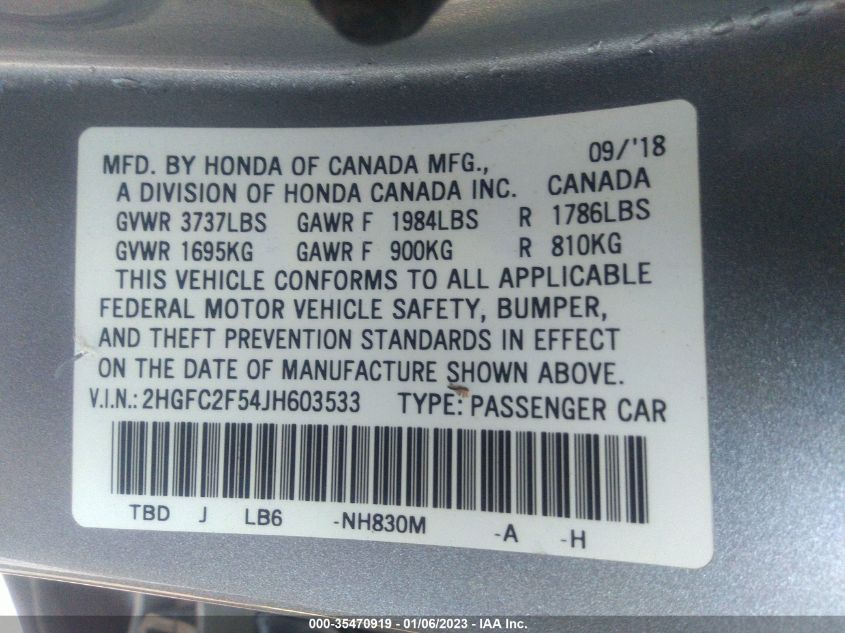 MFD. BY HONDA OF CANADA MFG., 09/'18
A DIVISION OF HONDA CANADA INC. CANADA
GVWR 3737LBS GAWR F 1984LBS R 1786LBS
GVWR 1695KG GAWR F 900KG R 810KG
THIS VEHICLE CONFORMS TO ALL APPLICABLE
FEDERAL MOTOR VEHICLE SAFETY, BUMPER,
AND THEFT PREVENTION STANDARDS IN EFFECT
ON THE DATE OF MANUFACTURE SHOWN ABOVE.
V.I.N.: 2HGFC2F54JH603533 TYPE: PASSENGER CAR
TBD J LB6 -NH830M -A -H
000-35470919 - 01/06/2023 - IAA Inc.